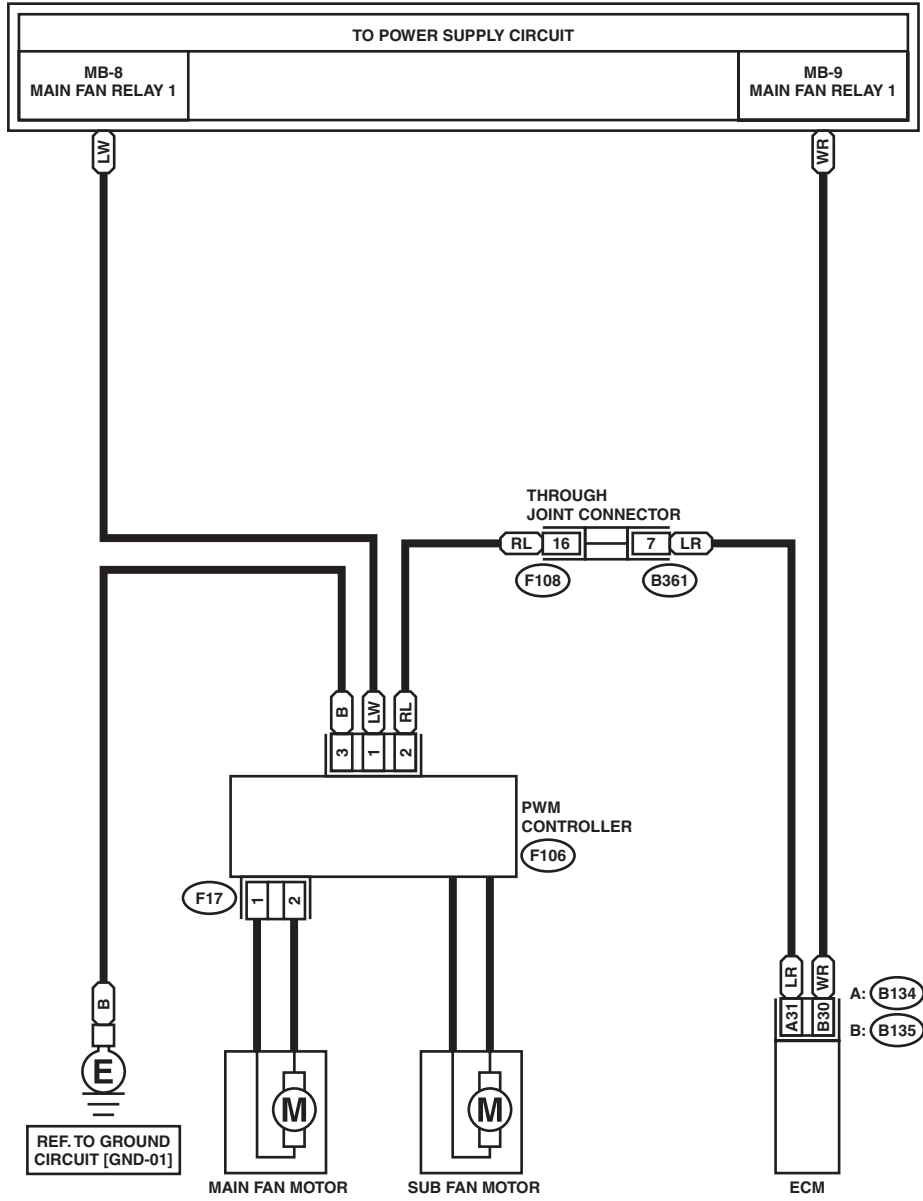 TO POWER SUPPLY CIRCUIT
MB-8
MAIN FAN RELAY 1
MB-9
MAIN FAN RELAY 1
LW
WR
THROUGH
JOINT CONNECTOR
RL 16 7 LR
F108 B361
B LW RL
3 1 2
PWM
CONTROLLER
F106
F17 1 2
LR WR
A31 B30
A: B134
B: B135
B
E
M
M
REF. TO GROUND
CIRCUIT [GND-01]
MAIN FAN MOTOR
SUB FAN MOTOR
ECM